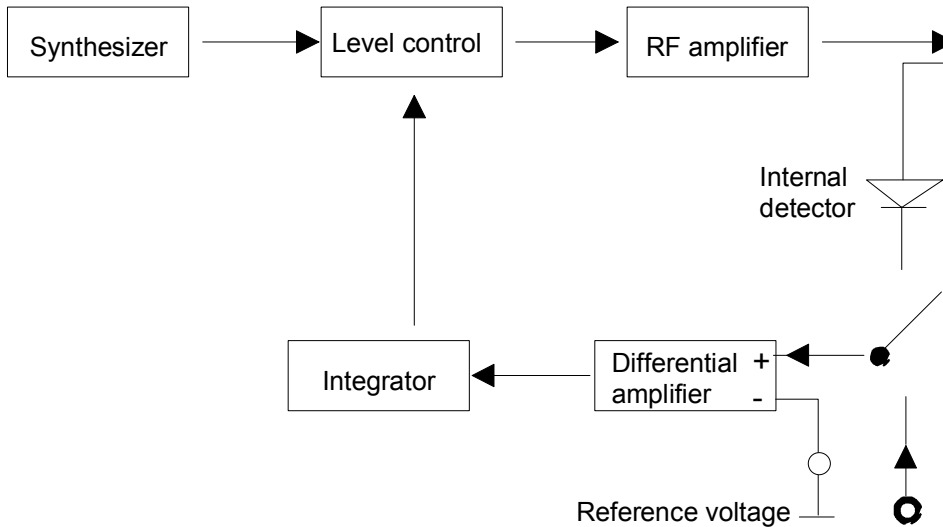 Synthesizer
Level control
RF amplifier
Internal
detector
Integrator
Differential
amplifier
+
-
Reference voltage